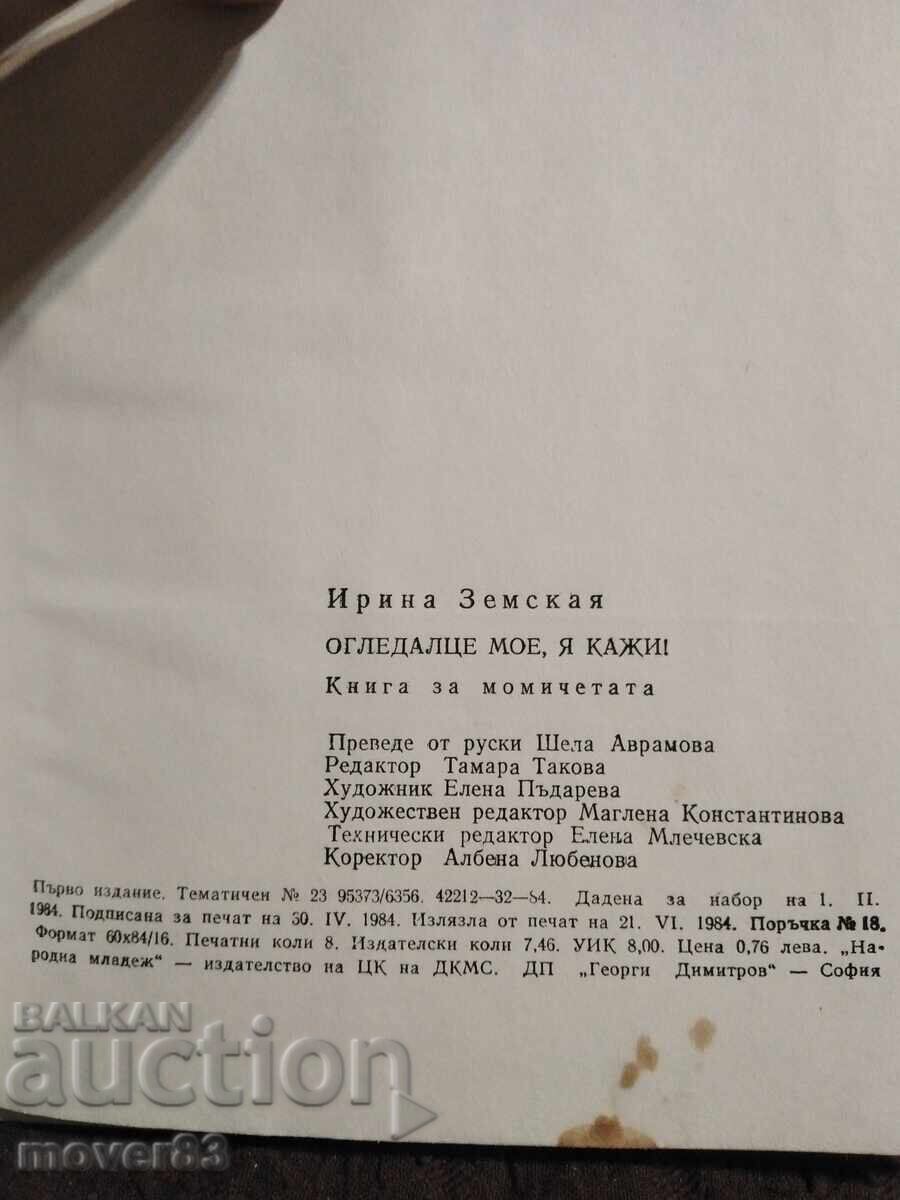 Ирина Земская
ОГЛЕДАЛЦЕ МОЕ, Я КАЖИ!
Книга за момичетата
Преведе от руски Шела Аврамова
Редактор Тамара Такова
Художник Елена Пъдарева
Художествен редактор Маглена Константинова
Технически редактор Елена Млечевска
Коректор Албена Любенова
Първо издание. Тематичен № 23 95373/6356. 42212—32—84. Дадена за набор на 1. II.
1984. Подписана за печат на 30. IV. 1984. Излязла от печат на 21. VI. 1984. Поръчка № 18.
Формат 60x84/16. Печатни коли 8. Издателски коли 7,46. УИК 8,00. Цена 0,76 лева. „На-
родна младеж“ — издателство на ЦК на ДКМС. ДП „Георги Димитров“ — София
BALKAN
auction
mover83